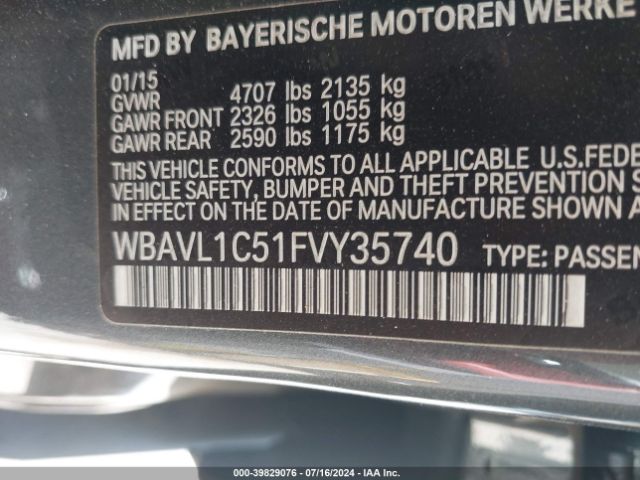 MFD BY BAYERISCHE MOTOREN WERKE
01/15
GVWR 4707 lbs 2135 kg
GAWR FRONT 2326 lbs 1055 kg
GAWR REAR 2590 lbs 1175 kg
THIS VEHICLE CONFORMS TO ALL APPLICABLE U.S.FEDE
VEHICLE SAFETY, BUMPER AND THEFT PREVENTION S
EFFECT ON THE DATE OF MANUFACTURE SHOWN A
WBAVL1C51FVY35740 TYPE: PASSEN
000-39829076 - 07/16/2024 - IAA Inc.